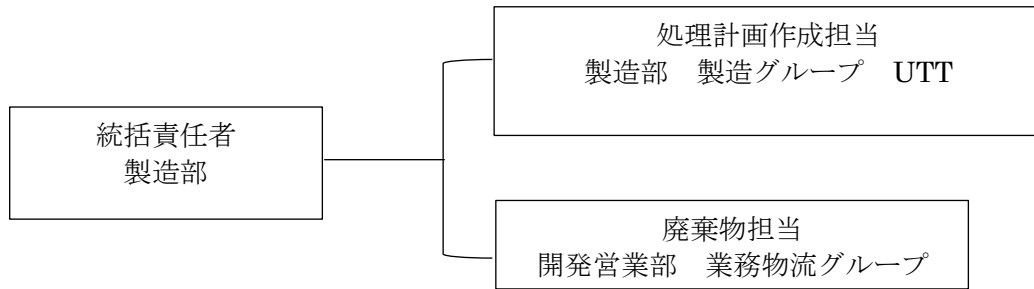 処理計画作成担当
製造部　製造グループ　UTT
統括責任者
製造部
廃棄物担当
開発営業部　業務物流グループ